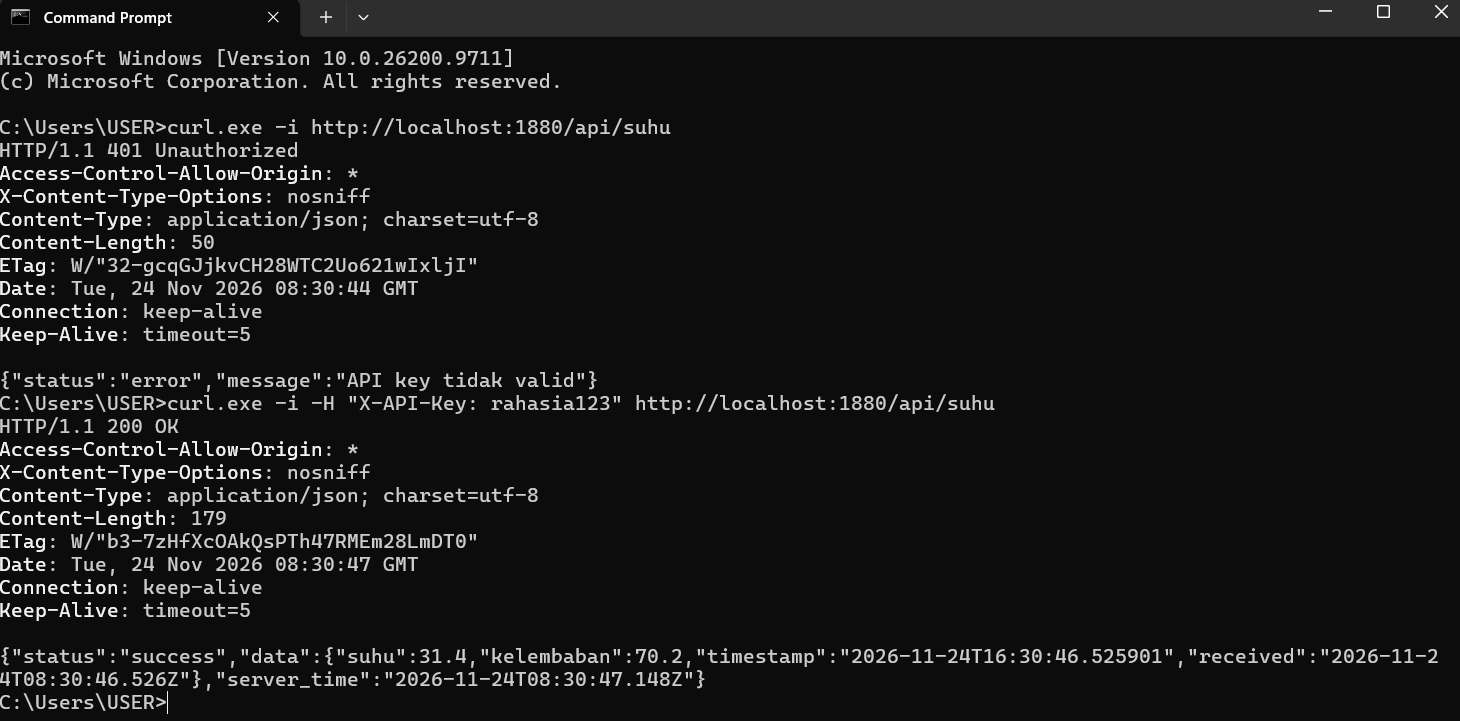 Command Prompt
Microsoft Windows [Version 10.0.26200.9711]
(c) Microsoft Corporation. All rights reserved.
C:\Users\USER>curl.exe -i http://localhost:1880/api/suhu
HTTP/1.1 401 Unauthorized
Access-Control-Allow-Origin: *
X-Content-Type-Options: nosniff
Content-Type: application/json; charset=utf-8
Content-Length: 50
ETag: W/"32-gcqGJjkvCH28WTC2Uo621wIxljI"
Date: Tue, 24 Nov 2026 08:30:44 GMT
Connection: keep-alive
Keep-Alive: timeout=5
{"status":"error","message":"API key tidak valid"}
C:\Users\USER>curl.exe -i -H "X-API-Key: rahasia123" http://localhost:1880/api/suhu
HTTP/1.1 200 OK
Access-Control-Allow-Origin: *
X-Content-Type-Options: nosniff
Content-Type: application/json; charset=utf-8
Content-Length: 179
ETag: W/"b3-7zHfXcOAkQsPTh47RMEm28LmDT0"
Date: Tue, 24 Nov 2026 08:30:47 GMT
Connection: keep-alive
Keep-Alive: timeout=5
{"status":"success","data":{"suhu":31.4,"kelembaban":70.2,"timestamp":"2026-11-24T16:30:46.525901","received":"2026-11-2
4T08:30:46.526Z"},"server_time":"2026-11-24T08:30:47.148Z"}
C:\Users\USER>